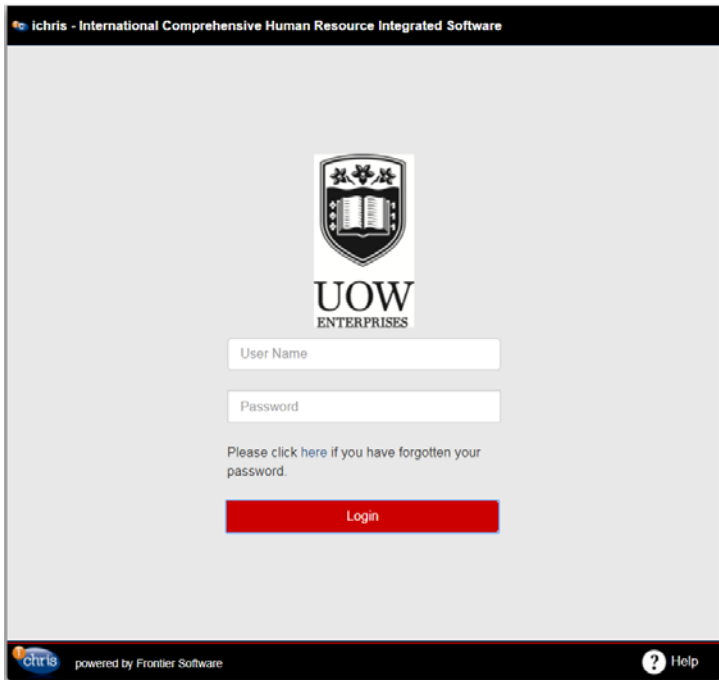 ichris - International Comprehensive Human Resource Integrated Software
UOW
ENTERPRISES
User Name
Password
Please click here if you have forgotten your
password.
Login
chris powered by Frontier Software
? Help